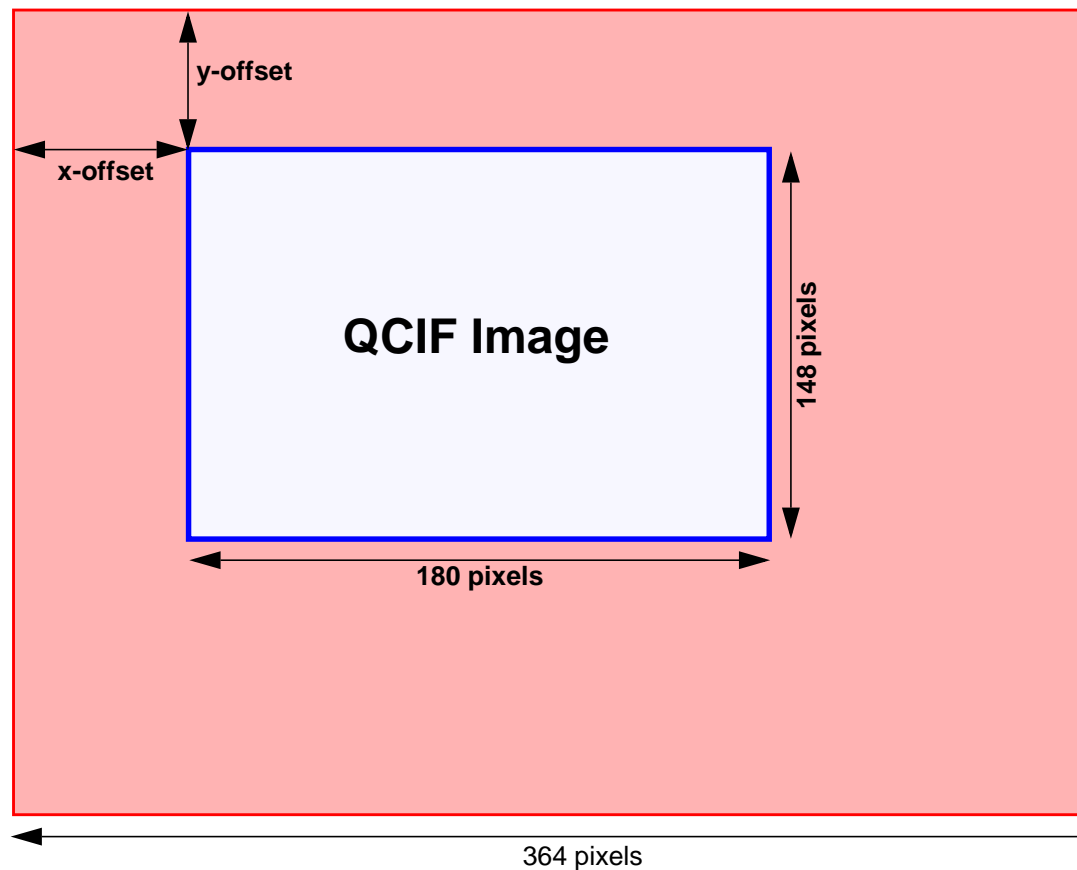 y-offset
x-offset
QCIF Image
148 pixels
180 pixels
364 pixels